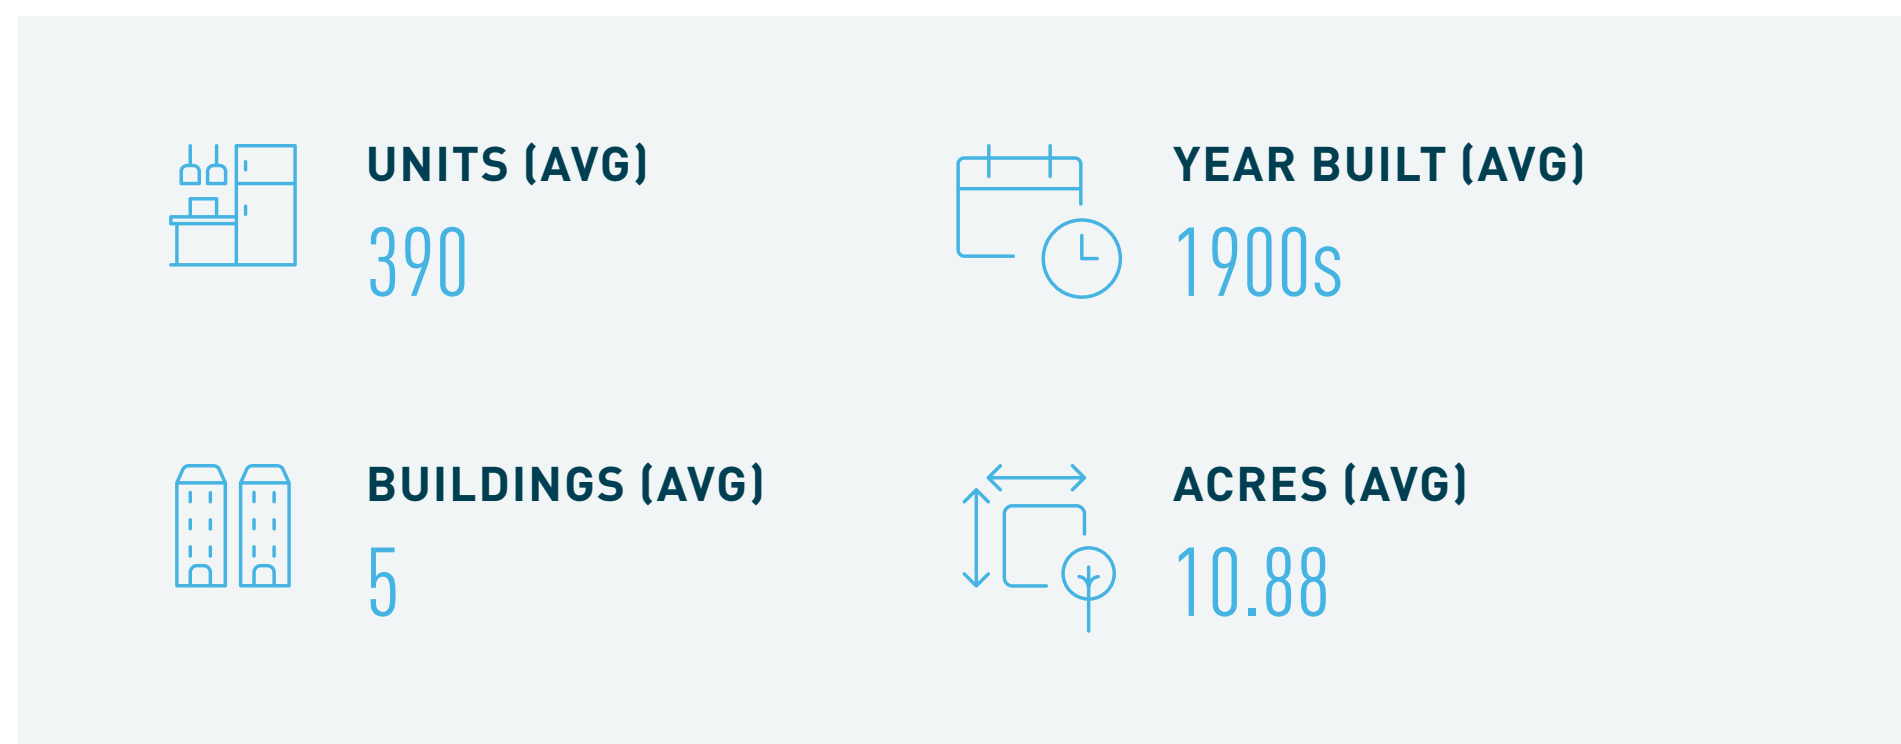 UNITS (AVG)
390
YEAR BUILT (AVG)
1900s
BUILDINGS (AVG)
5
ACRES (AVG)
10.88